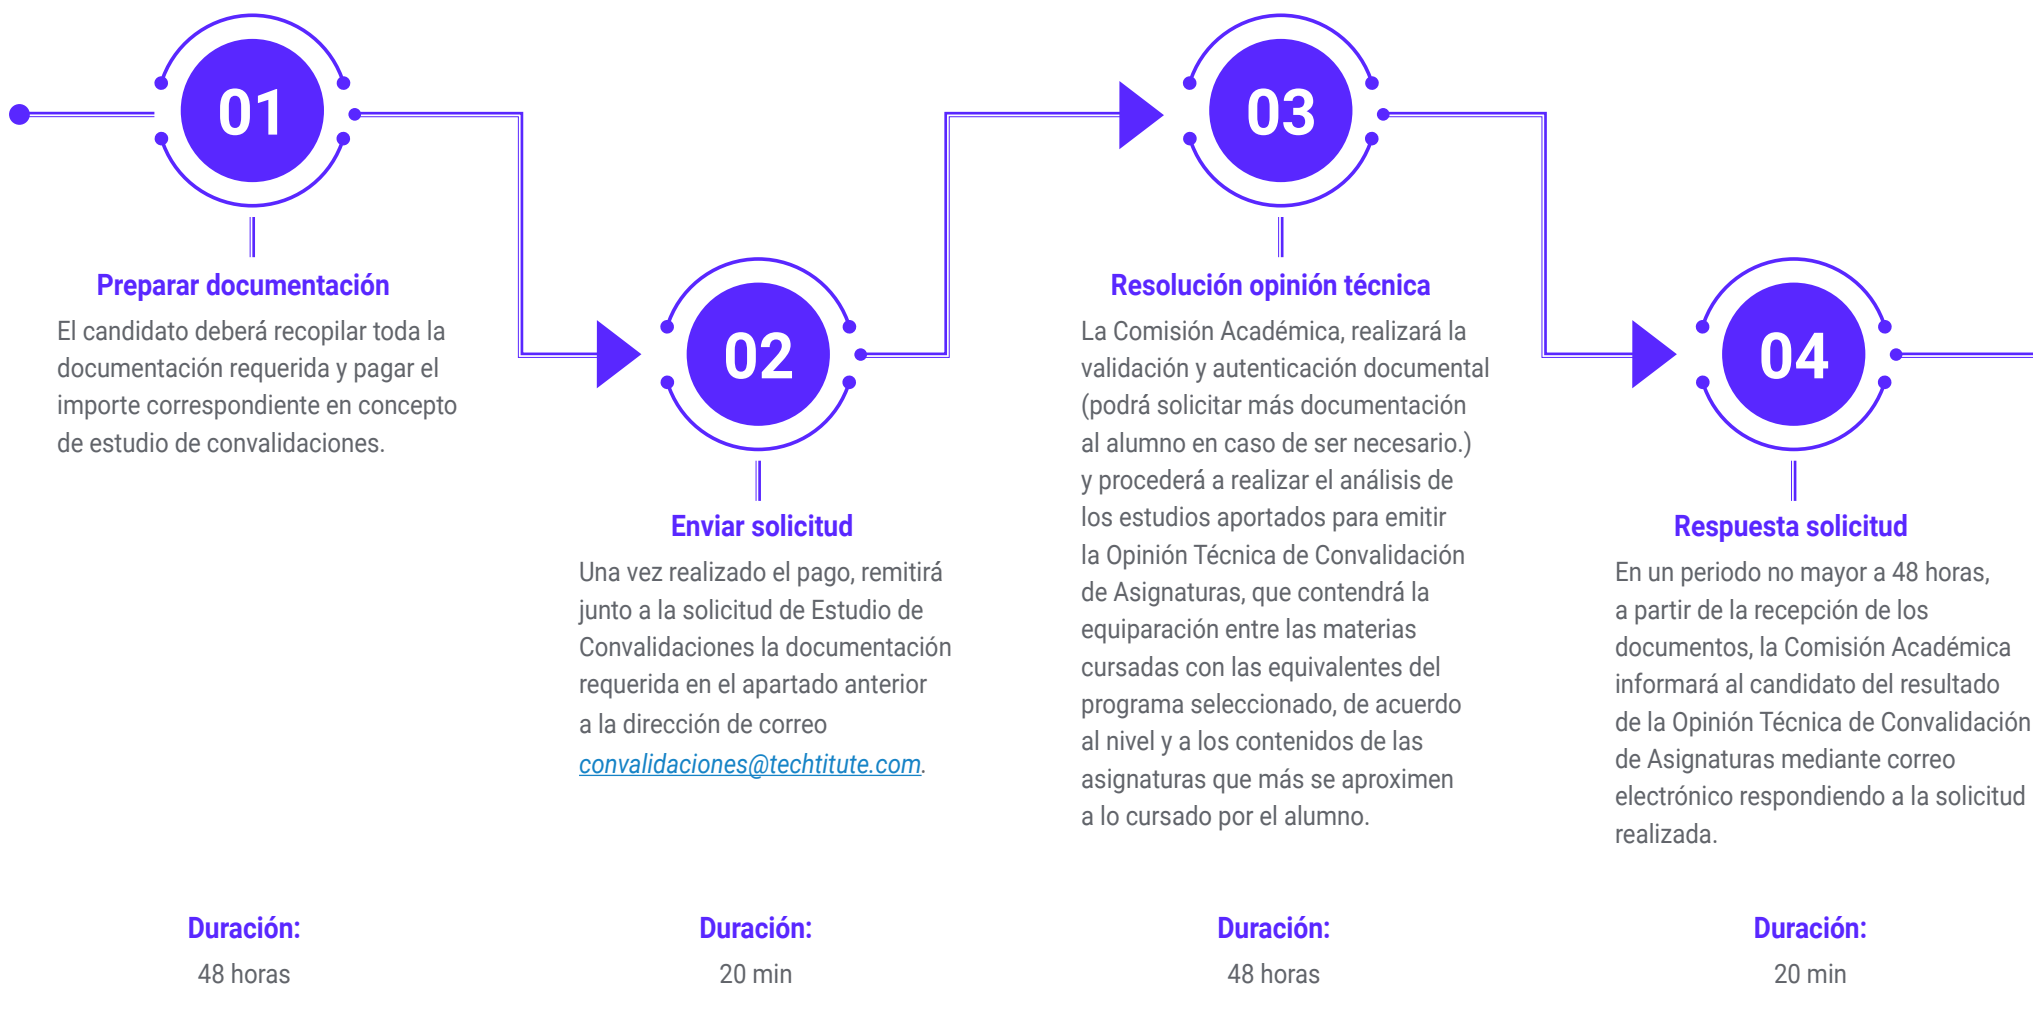 01
Preparar documentación
El candidato deberá recopilar toda la
documentación requerida y pagar el
importe correspondiente en concepto
de estudio de convalidaciones.
Duración:
48 horas
02
Enviar solicitud
Una vez realizado el pago, remitirá
junto a la solicitud de Estudio de
Convalidaciones la documentación
requerida en el apartado anterior
a la dirección de correo
convalidaciones@techtitute.com.
Duración:
20 min
03
Resolución opinión técnica
La Comisión Académica, realizará la
validación y autenticación documental
(podrá solicitar más documentación
al alumno en caso de ser necesario.)
y procederá a realizar el análisis de
los estudios aportados para emitir
la Opinión Técnica de Convalidación
de Asignaturas, que contendrá la
equiparación entre las materias
cursadas con las equivalentes del
programa seleccionado, de acuerdo
al nivel y a los contenidos de las
asignaturas que más se aproximen
a lo cursado por el alumno.
Duración:
48 horas
04
Respuesta solicitud
En un periodo no mayor a 48 horas,
a partir de la recepción de los
documentos, la Comisión Académica
informará al candidato del resultado
de la Opinión Técnica de Convalidación
de Asignaturas mediante correo
electrónico respondiendo a la solicitud
realizada.
Duración:
20 min